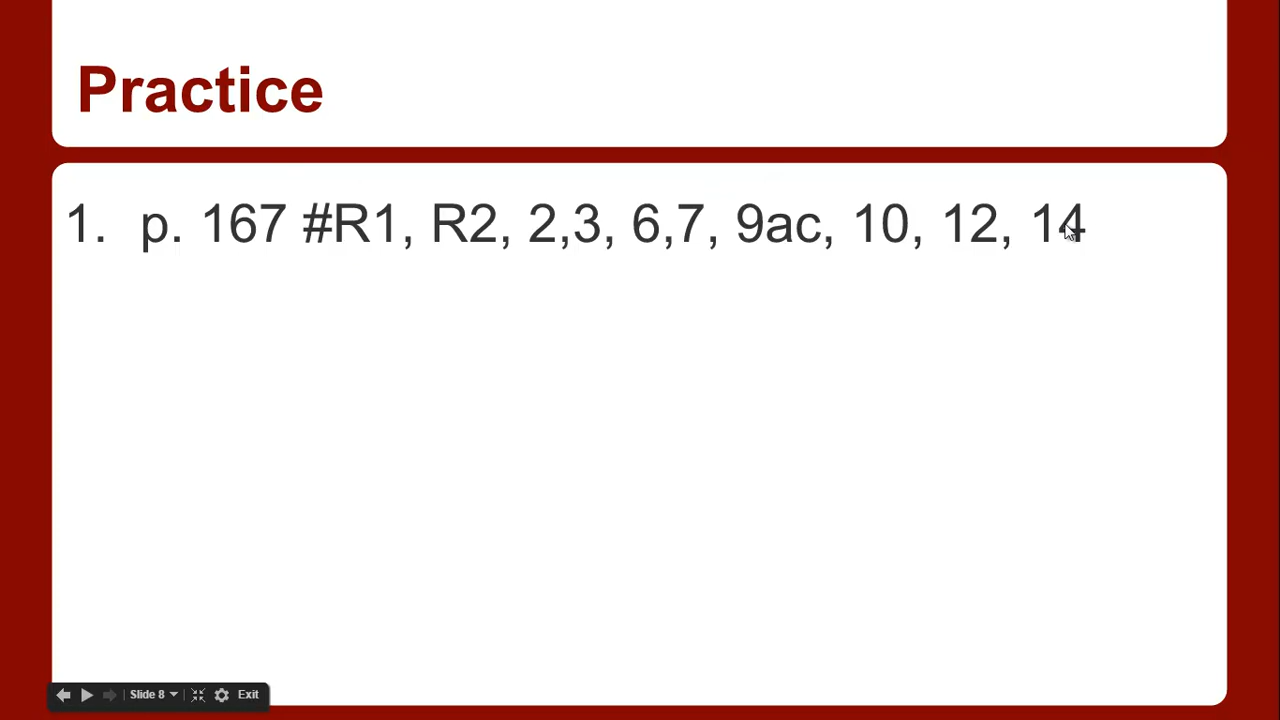 Practice
1. p. 167 #R1, R2, 2,3, 6,7, 9ac, 10, 12, 14
Slide 8 Exit